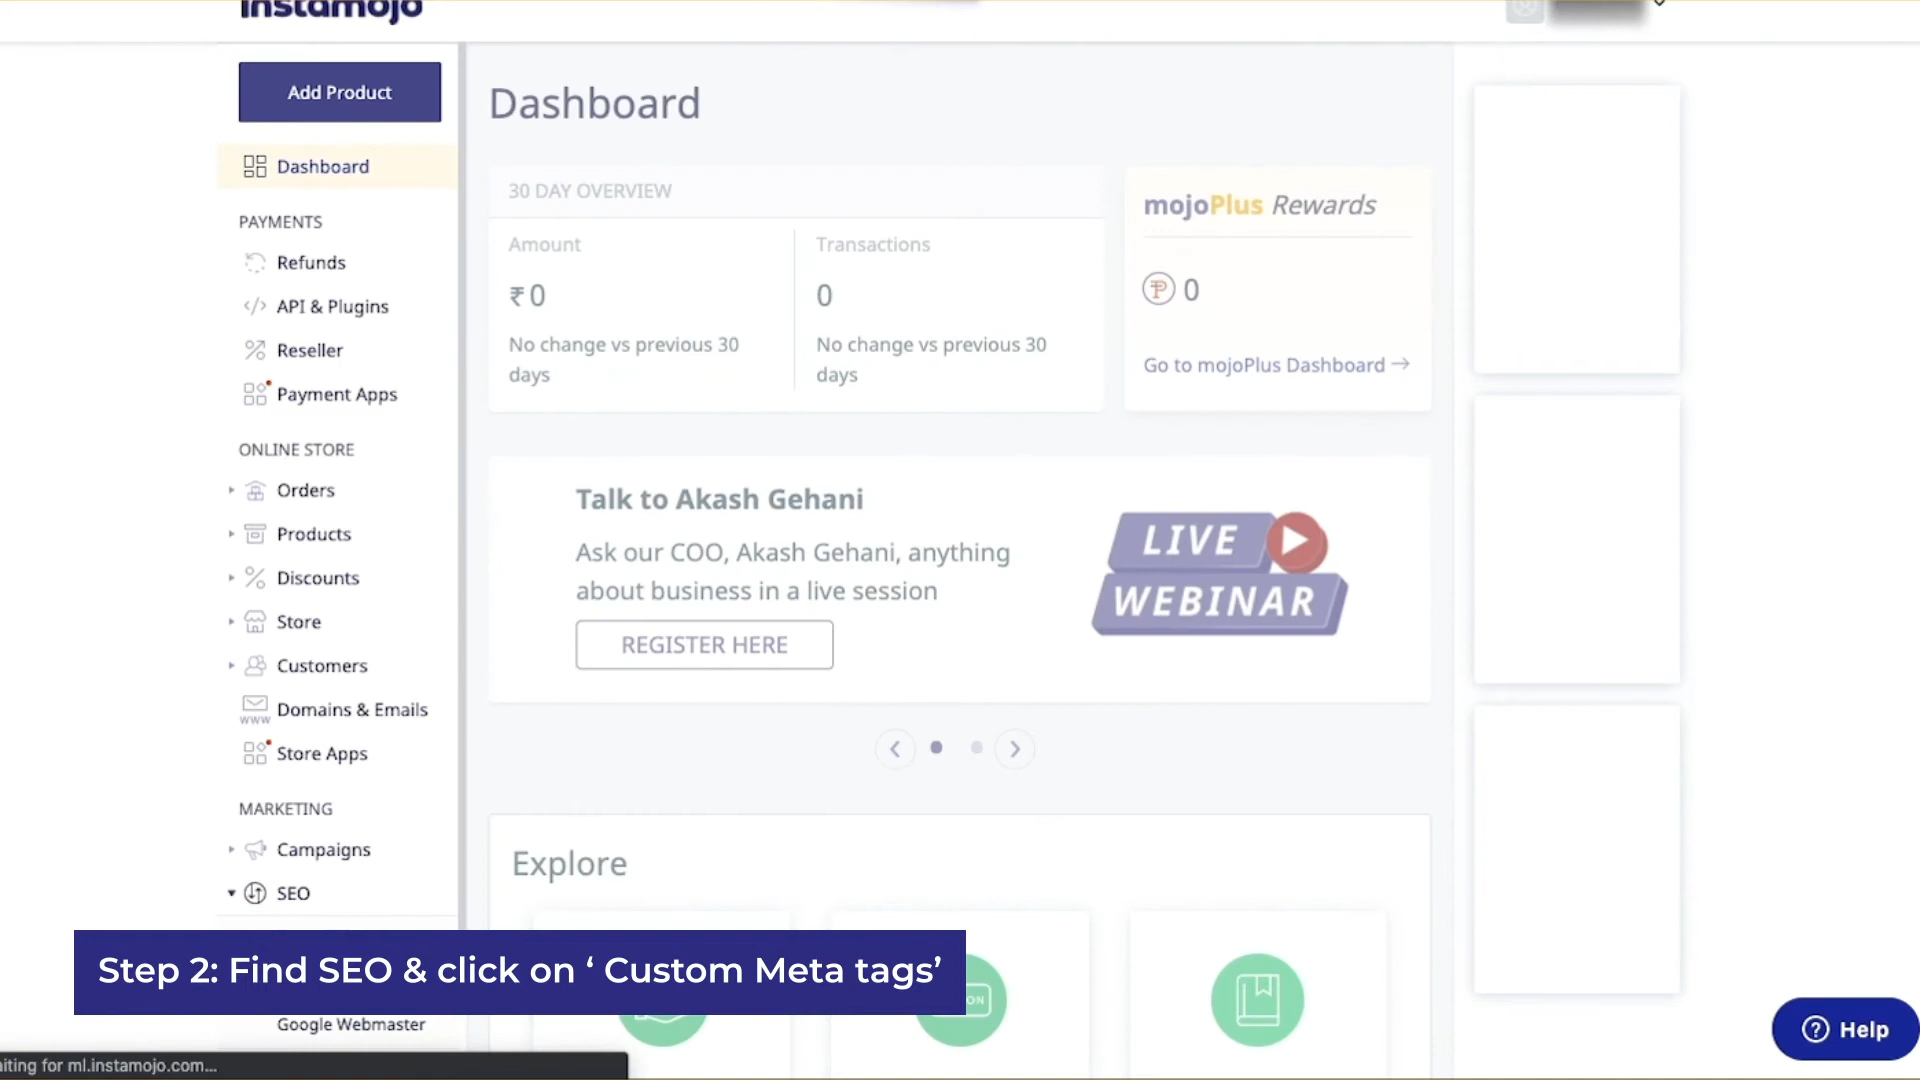 instamojo
Add Product
Dashboard
PAYMENTS
Refunds
API & Plugins
Reseller
Payment Apps
ONLINE STORE
Orders
Products
Discounts
Store
Customers
www
Domains & Emails
Store Apps
MARKETING
Campaigns
SEO
Google Webmaster
Dashboard
30 DAY OVERVIEW
Amount
₹ 0
No change vs previous 30
days
Transactions
0
No change vs previous 30
days
mojoPlus Rewards
0
Go to mojoPlus Dashboard →
Talk to Akash Gehani
Ask our COO, Akash Gehani, anything
about business in a live session
REGISTER HERE
LIVE
WEBINAR
Explore
ON
Step 2: Find SEO & click on ‘ Custom Meta tags’
Help
aiting for ml.instamojo.com...